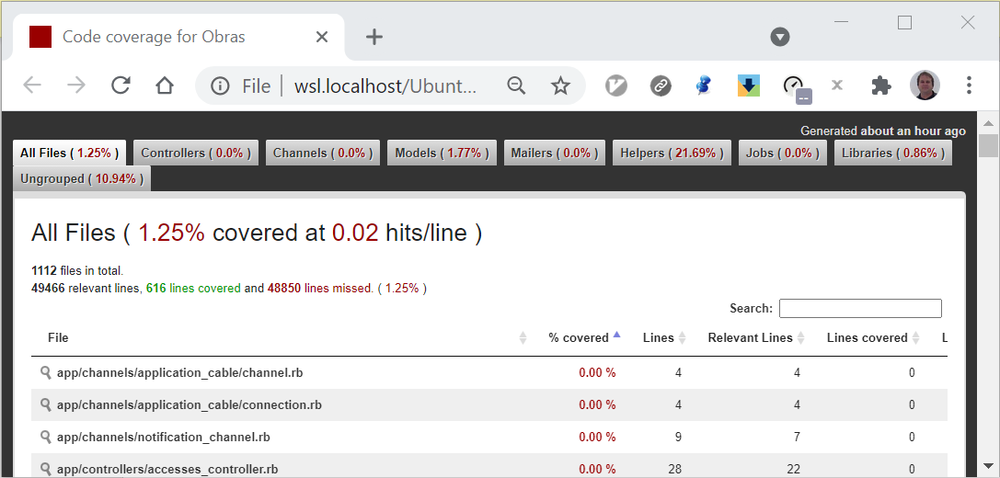 Code coverage for Obras
File | wsl.localhost/Ubunt...
Generated about an hour ago
All Files ( 1.25% ) Controllers ( 0.0% ) Channels ( 0.0% ) Models ( 1.77% ) Mailers ( 0.0% ) Helpers ( 21.69% ) Jobs ( 0.0% ) Libraries ( 0.86% )
Ungrouped ( 10.94% )
All Files ( 1.25% covered at 0.02 hits/line )
1112 files in total.
49466 relevant lines, 616 lines covered and 48850 lines missed. ( 1.25% )
Search:
File % covered Lines Relevant Lines Lines covered L
app/channels/application_cable/channel.rb 0.00 % 4 4 0
app/channels/application_cable/connection.rb 0.00 % 4 4 0
app/channels/notification_channel.rb 0.00 % 9 7 0
app/controllers/accesses_controller.rb 0.00 % 28 22 0